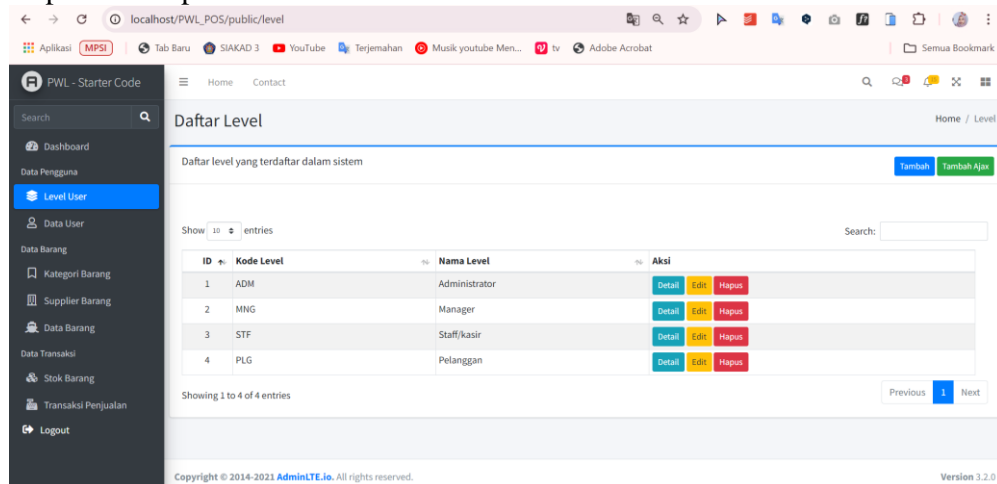 localhost/PWL_POS/public/level
Aplikasi MPSI Tab Baru SIAKAD 3 YouTube Terjemahan Musik youtube Men... tv Adobe Acrobat Semua Bookmark
PWL - Starter Code Home Contact
Search Daftar Level Home / Level
Dashboard
Data Pengguna Daftar level yang terdaftar dalam sistem Tambah Tambah Ajax
Level User
Data User Show 10 entries Search:
Data Barang ID Kode Level Nama Level Aksi
Kategori Barang 1 ADM Administrator Detail Edit Hapus
Supplier Barang 2 MNG Manager Detail Edit Hapus
Data Barang 3 STF Staff/kasir Detail Edit Hapus
Data Transaksi 4 PLG Pelanggan Detail Edit Hapus
Stok Barang Showing 1 to 4 of 4 entries Previous 1 Next
Transaksi Penjualan
Logout
Copyright © 2014-2021 AdminLTE.io. All rights reserved. Version 3.2.0